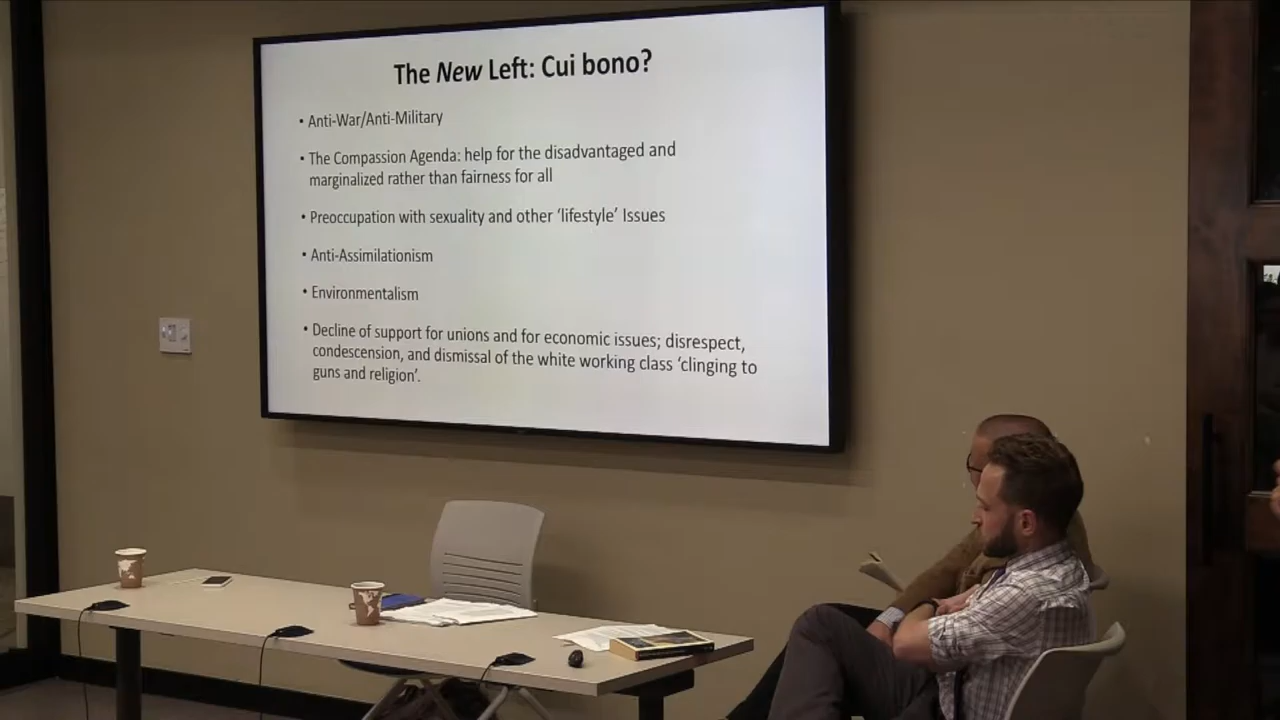 The New Left: Cui bono?
• Anti-War/Anti-Military
• The Compassion Agenda: help for the disadvantaged and
marginalized rather than fairness for all
• Preoccupation with sexuality and other ‘lifestyle’ Issues
• Anti-Assimilationism
• Environmentalism
• Decline of support for unions and for economic issues; disrespect,
condescension, and dismissal of the white working class ‘clinging to
guns and religion’.